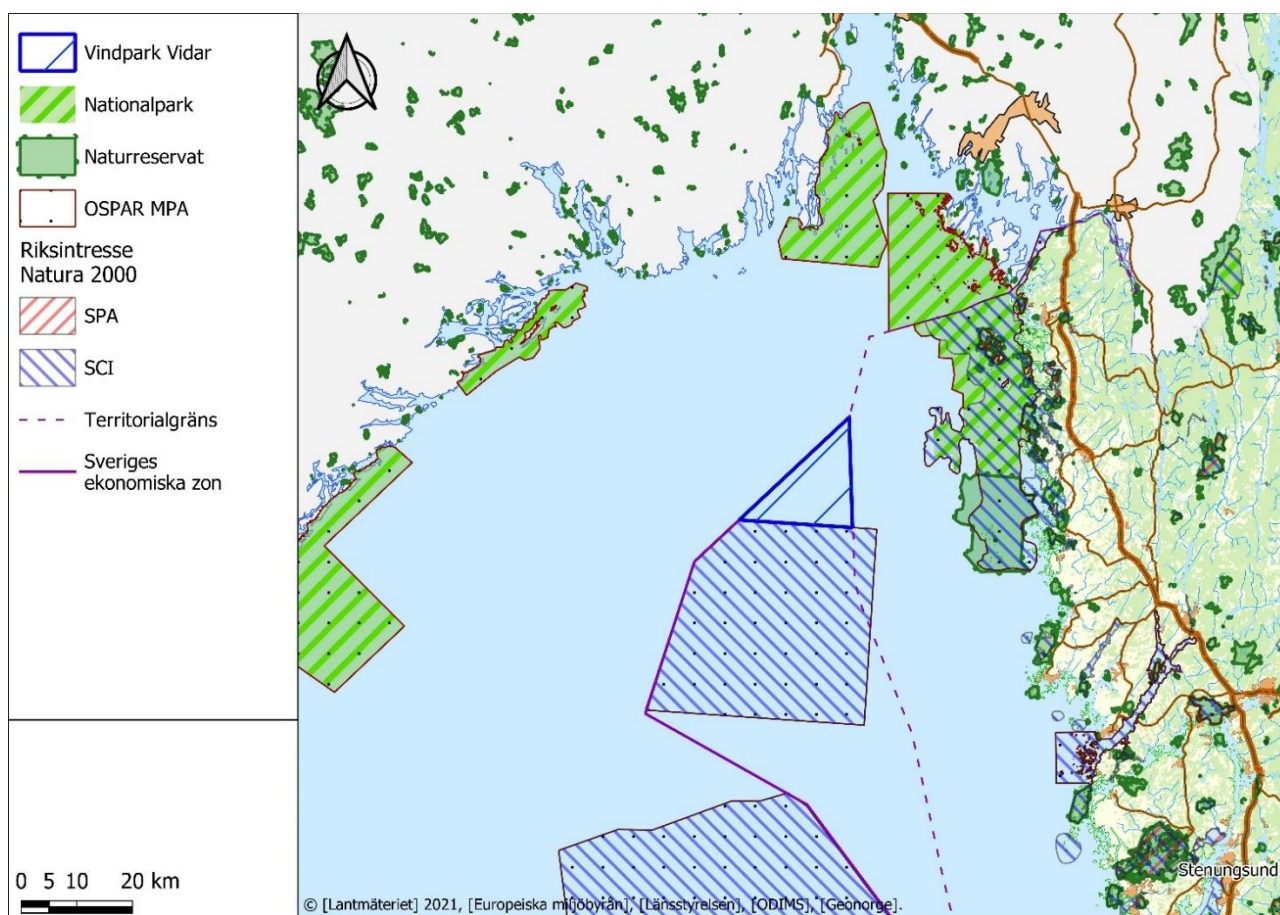 Vindpark Vidar
Nationalpark
Naturreservat
OSPAR MPA
Riksintresse
Natura 2000
SPA
SCI
Territorialgräns
Sveriges
ekonomiska zon
0 5 10 20 km
Stenungsund
© [Lantmäteriet] 2021, [Europeiska miljöbyrån], [Länsstyrelsen], [ODIMS], [Geonorge].